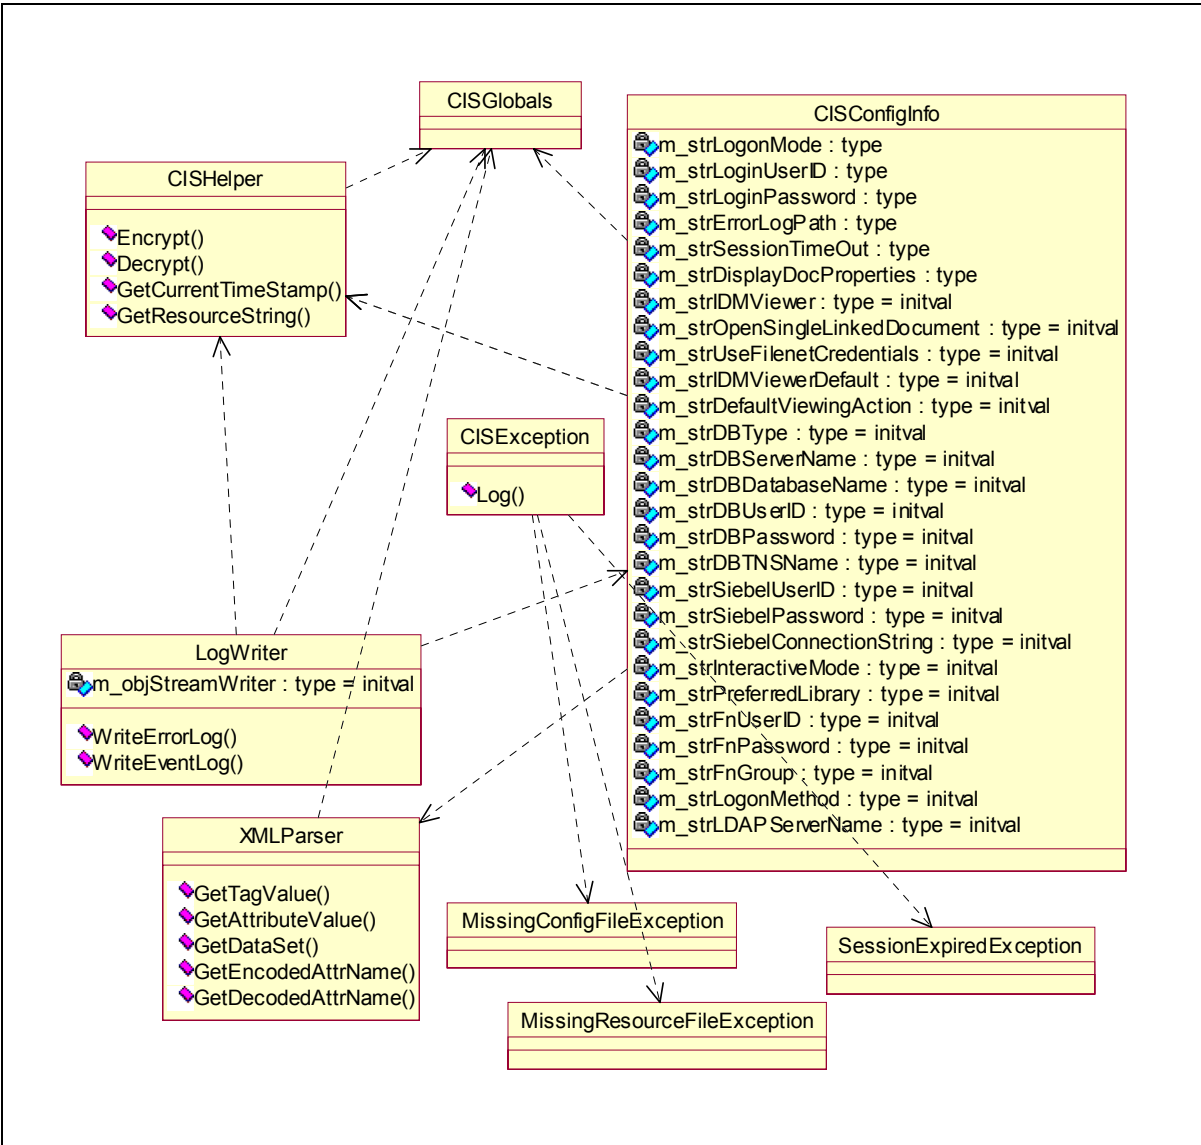 CISGlobals
CISConfigInfo
m_strLogonMode : type
m_strLoginUserID : type
m_strLoginPassword : type
m_strErrorLogPath : type
m_strSessionTimeOut : type
m_strDisplayDocProperties : type
m_strIDMViewer : type = initval
m_strOpenSingleLinkedDocument : type = initval
m_strUseFilenetCredentials : type = initval
m_strIDMViewerDefault : type = initval
m_strDefaultViewingAction : type = initval
m_strDBType : type = initval
m_strDBServerName : type = initval
m_strDBDatabaseName : type = initval
m_strDBUserID : type = initval
m_strDBPassword : type = initval
m_strDBTNSName : type = initval
m_strSiebelUserID : type = initval
m_strSiebelPassword : type = initval
m_strSiebelConnectionString : type = initval
m_strInteractiveMode : type = initval
m_strPreferredLibrary : type = initval
m_strFnUserID : type = initval
m_strFnPassword : type = initval
m_strFnGroup : type = initval
m_strLogonMethod : type = initval
m_strLDAPServerName : type = initval
CISHelper
Encrypt()
Decrypt()
GetCurrentTimeStamp()
GetResourceString()
CISException
Log()
LogWriter
m_objStreamWriter : type = initval
WriteErrorLog()
WriteEventLog()
XMLParser
GetTagValue()
GetAttributeValue()
GetDataSet()
GetEncodedAttrName()
GetDecodedAttrName()
MissingConfigFileException
SessionExpiredException
MissingResourceFileException